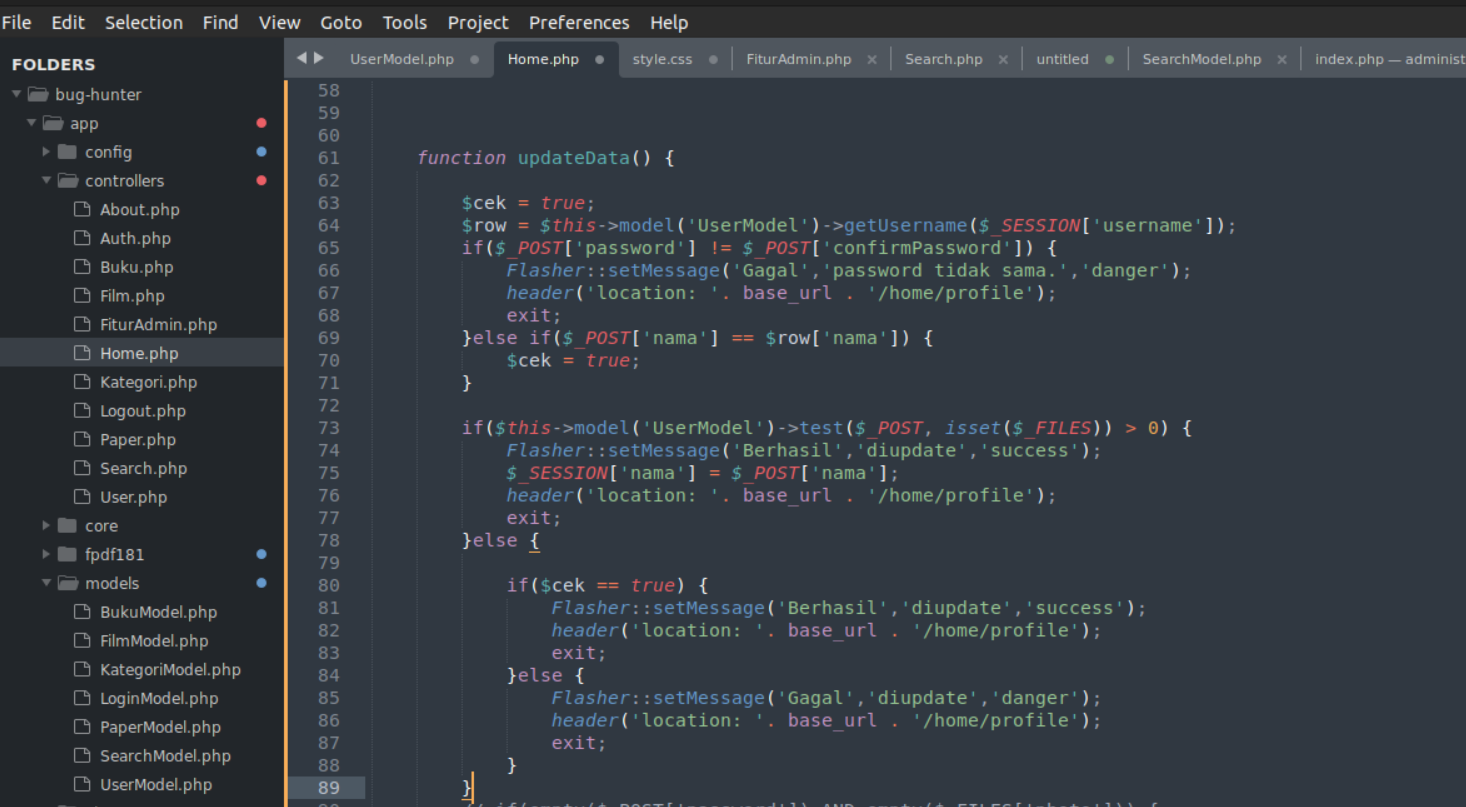 File Edit Selection Find View Goto Tools Project Preferences Help
FOLDERS
bug-hunter
app
config
controllers
About.php
Auth.php
Buku.php
Film.php
FiturAdmin.php
Home.php
Kategori.php
Logout.php
Paper.php
Search.php
User.php
core
fpdf181
models
BukuModel.php
FilmModel.php
KategoriModel.php
LoginModel.php
PaperModel.php
SearchModel.php
UserModel.php
UserModel.php Home.php style.css FiturAdmin.php Search.php untitled SearchModel.php index.php — administ
58
59
60
61 function updateData() {
62
63 $cek = true;
64 $row = $this->model('UserModel')->getUsername($_SESSION['username']);
65 if($_POST['password'] != $_POST['confirmPassword']) {
66 Flasher::setMessage('Gagal','password tidak sama.','danger');
67 header('location: '. base_url . '/home/profile');
68 exit;
69 }else if($_POST['nama'] == $row['nama']) {
70 $cek = true;
71 }
72
73 if($this->model('UserModel')->test($_POST, isset($_FILES)) > 0) {
74 Flasher::setMessage('Berhasil','diupdate','success');
75 $_SESSION['nama'] = $_POST['nama'];
76 header('location: '. base_url . '/home/profile');
77 exit;
78 }else {
79
80 if($cek == true) {
81 Flasher::setMessage('Berhasil','diupdate','success');
82 header('location: '. base_url . '/home/profile');
83 exit;
84 }else {
85 Flasher::setMessage('Gagal','diupdate','danger');
86 header('location: '. base_url . '/home/profile');
87 exit;
88 }
89 }